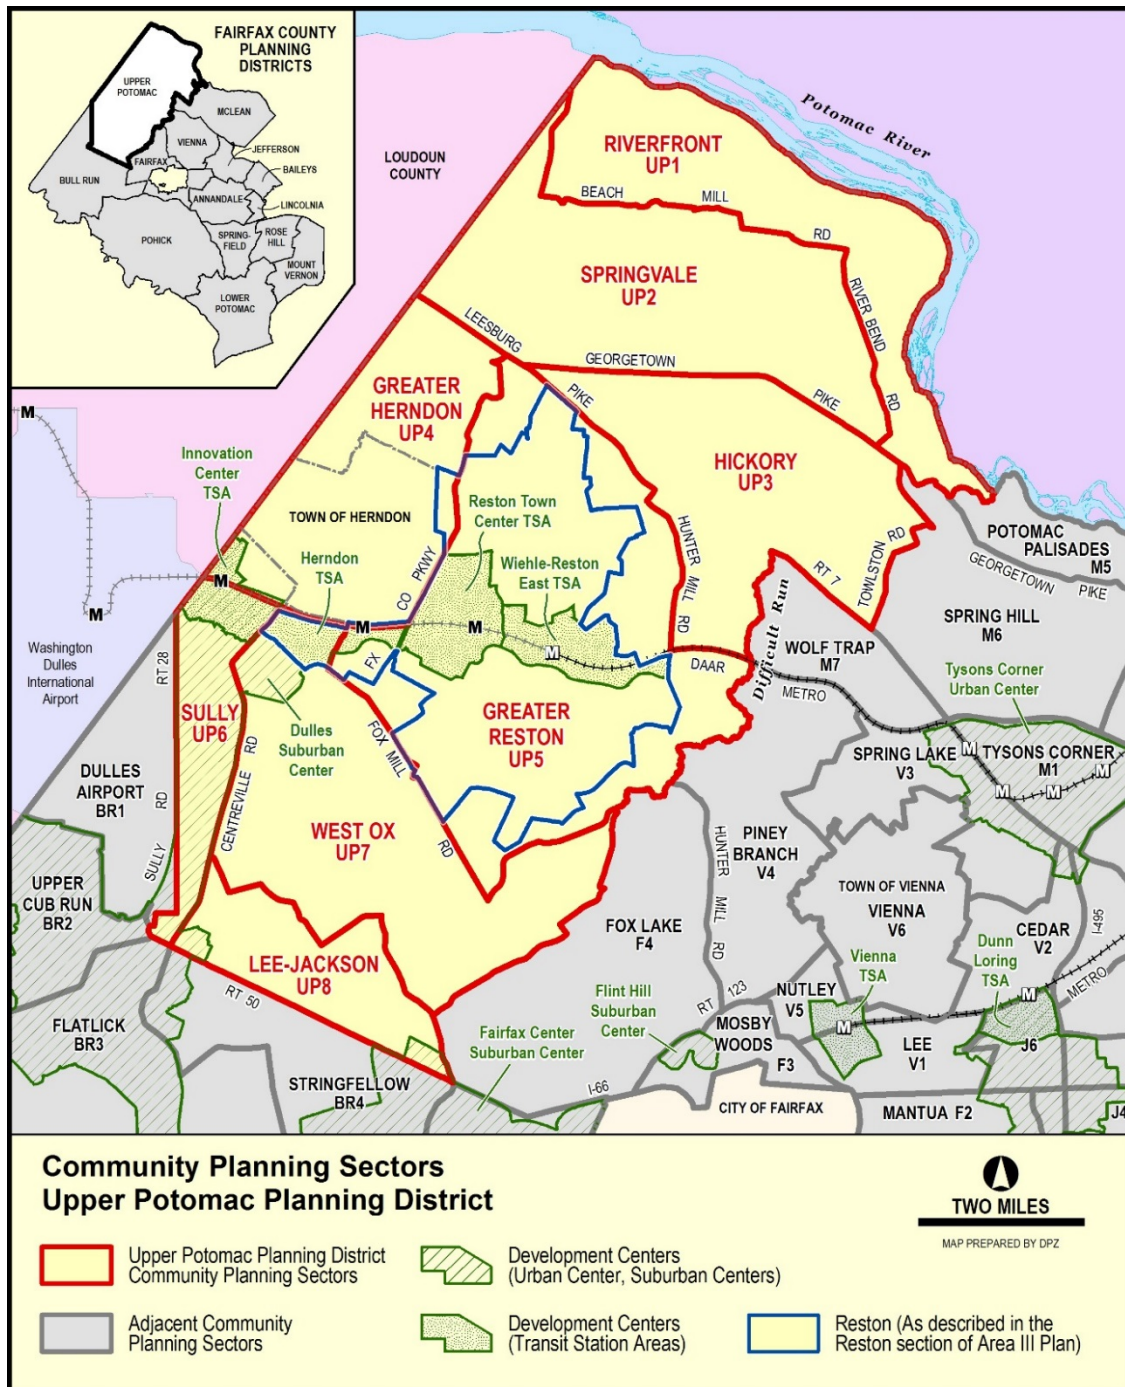 FAIRFAX COUNTY
PLANNING
DISTRICTS
UPPER
POTOMAC
MCLEAN
VIENNA
JEFFERSON
FAIRFAX
BAILEYS
BULL RUN
ANNANDALE
LINCOLNIA
POHICK
SPRING-
FIELD
ROSE
HILL
MOUNT
VERNON
LOWER
POTOMAC
LOUDOUN
COUNTY
Potomac River
RIVERFRONT
UP1
BEACH MILL RD
SPRINGVALE
UP2
RIVER BEND RD
LEESBURG PIKE
GEORGETOWN PIKE
GREATER
HERNDON
UP4
HICKORY
UP3
M
Innovation
Center
TSA
TOWN OF HERNDON
Reston Town
Center TSA
Herndon
TSA
Wiehle-Reston
East TSA
CO PKWY
FX
HUNTER MILL RD
RT 7
TOWLSTON RD
POTOMAC
PALISADES
M5
GEORGETOWN PIKE
SPRING HILL
M6
M
M
M
M
M
Washington
Dulles
International
Airport
RT 28
DAAR
METRO
Difficult Run
WOLF TRAP
M7
Tysons Corner
Urban Center
SULLY
UP6
Dulles
Suburban
Center
FOX MILL RD
GREATER
RESTON
UP5
SPRING LAKE
V3
M
TYSONS CORNER
M1
M
M
M
DULLES
AIRPORT
BR1
SULLY RD
CENTREVILLE RD
WEST OX
UP7
HUNTER MILL RD
PINEY
BRANCH
V4
TOWN OF VIENNA
VIENNA
V6
UPPER
CUB RUN
BR2
FOX LAKE
F4
CEDAR
V2
I-495
LEE-JACKSON
UP8
RT 50
Vienna
TSA
Dunn
Loring
TSA
METRO
M
Flint Hill
Suburban
Center
RT 123
NUTLEY
V5
M
MOSBY
WOODS
F3
LEE
V1
J6
FLATLICK
BR3
Fairfax Center
Suburban Center
STRINGFELLOW
BR4
I-66
CITY OF FAIRFAX
MANTUA F2
J4
Community Planning Sectors
Upper Potomac Planning District
TWO MILES
MAP PREPARED BY DPZ
Upper Potomac Planning District
Community Planning Sectors
Development Centers
(Urban Center, Suburban Centers)
Adjacent Community
Planning Sectors
Development Centers
(Transit Station Areas)
Reston (As described in the
Reston section of Area III Plan)